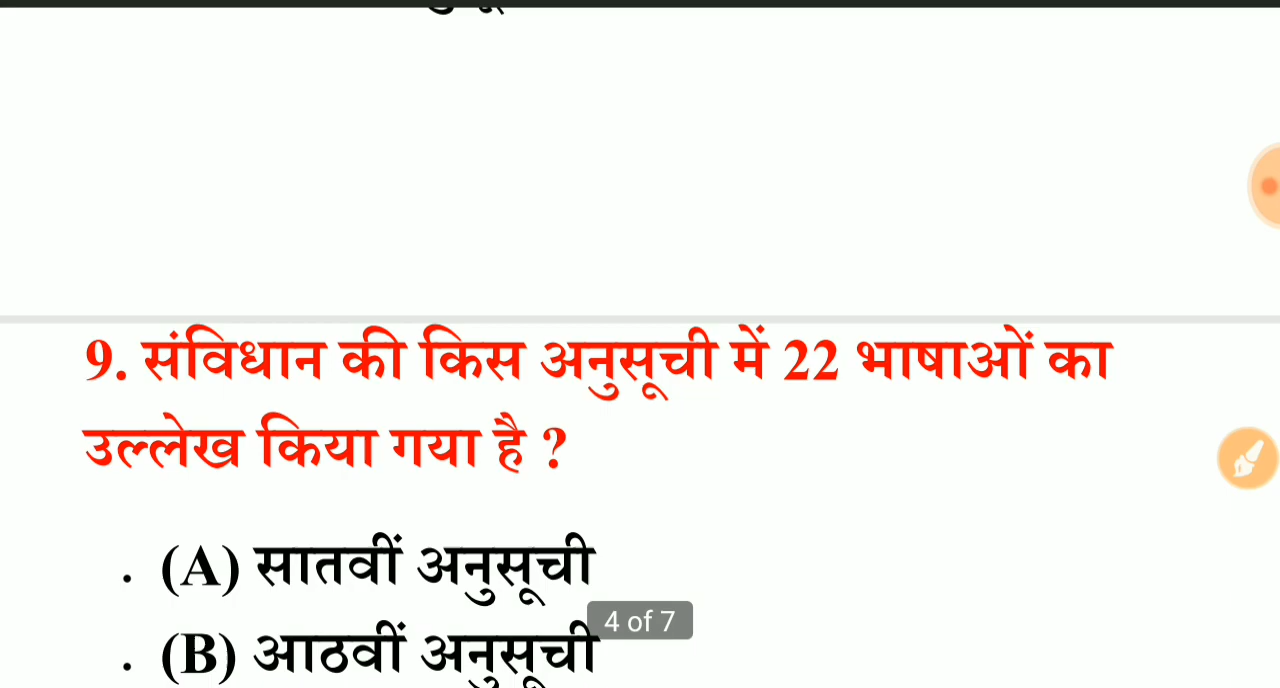 9. संविधान की किस अनुसूची में 22 भाषाओं का
उल्लेख किया गया है ?
. (A) सातवीं अनुसूची
4 of 7
. (B) आठवीं अनुसूची